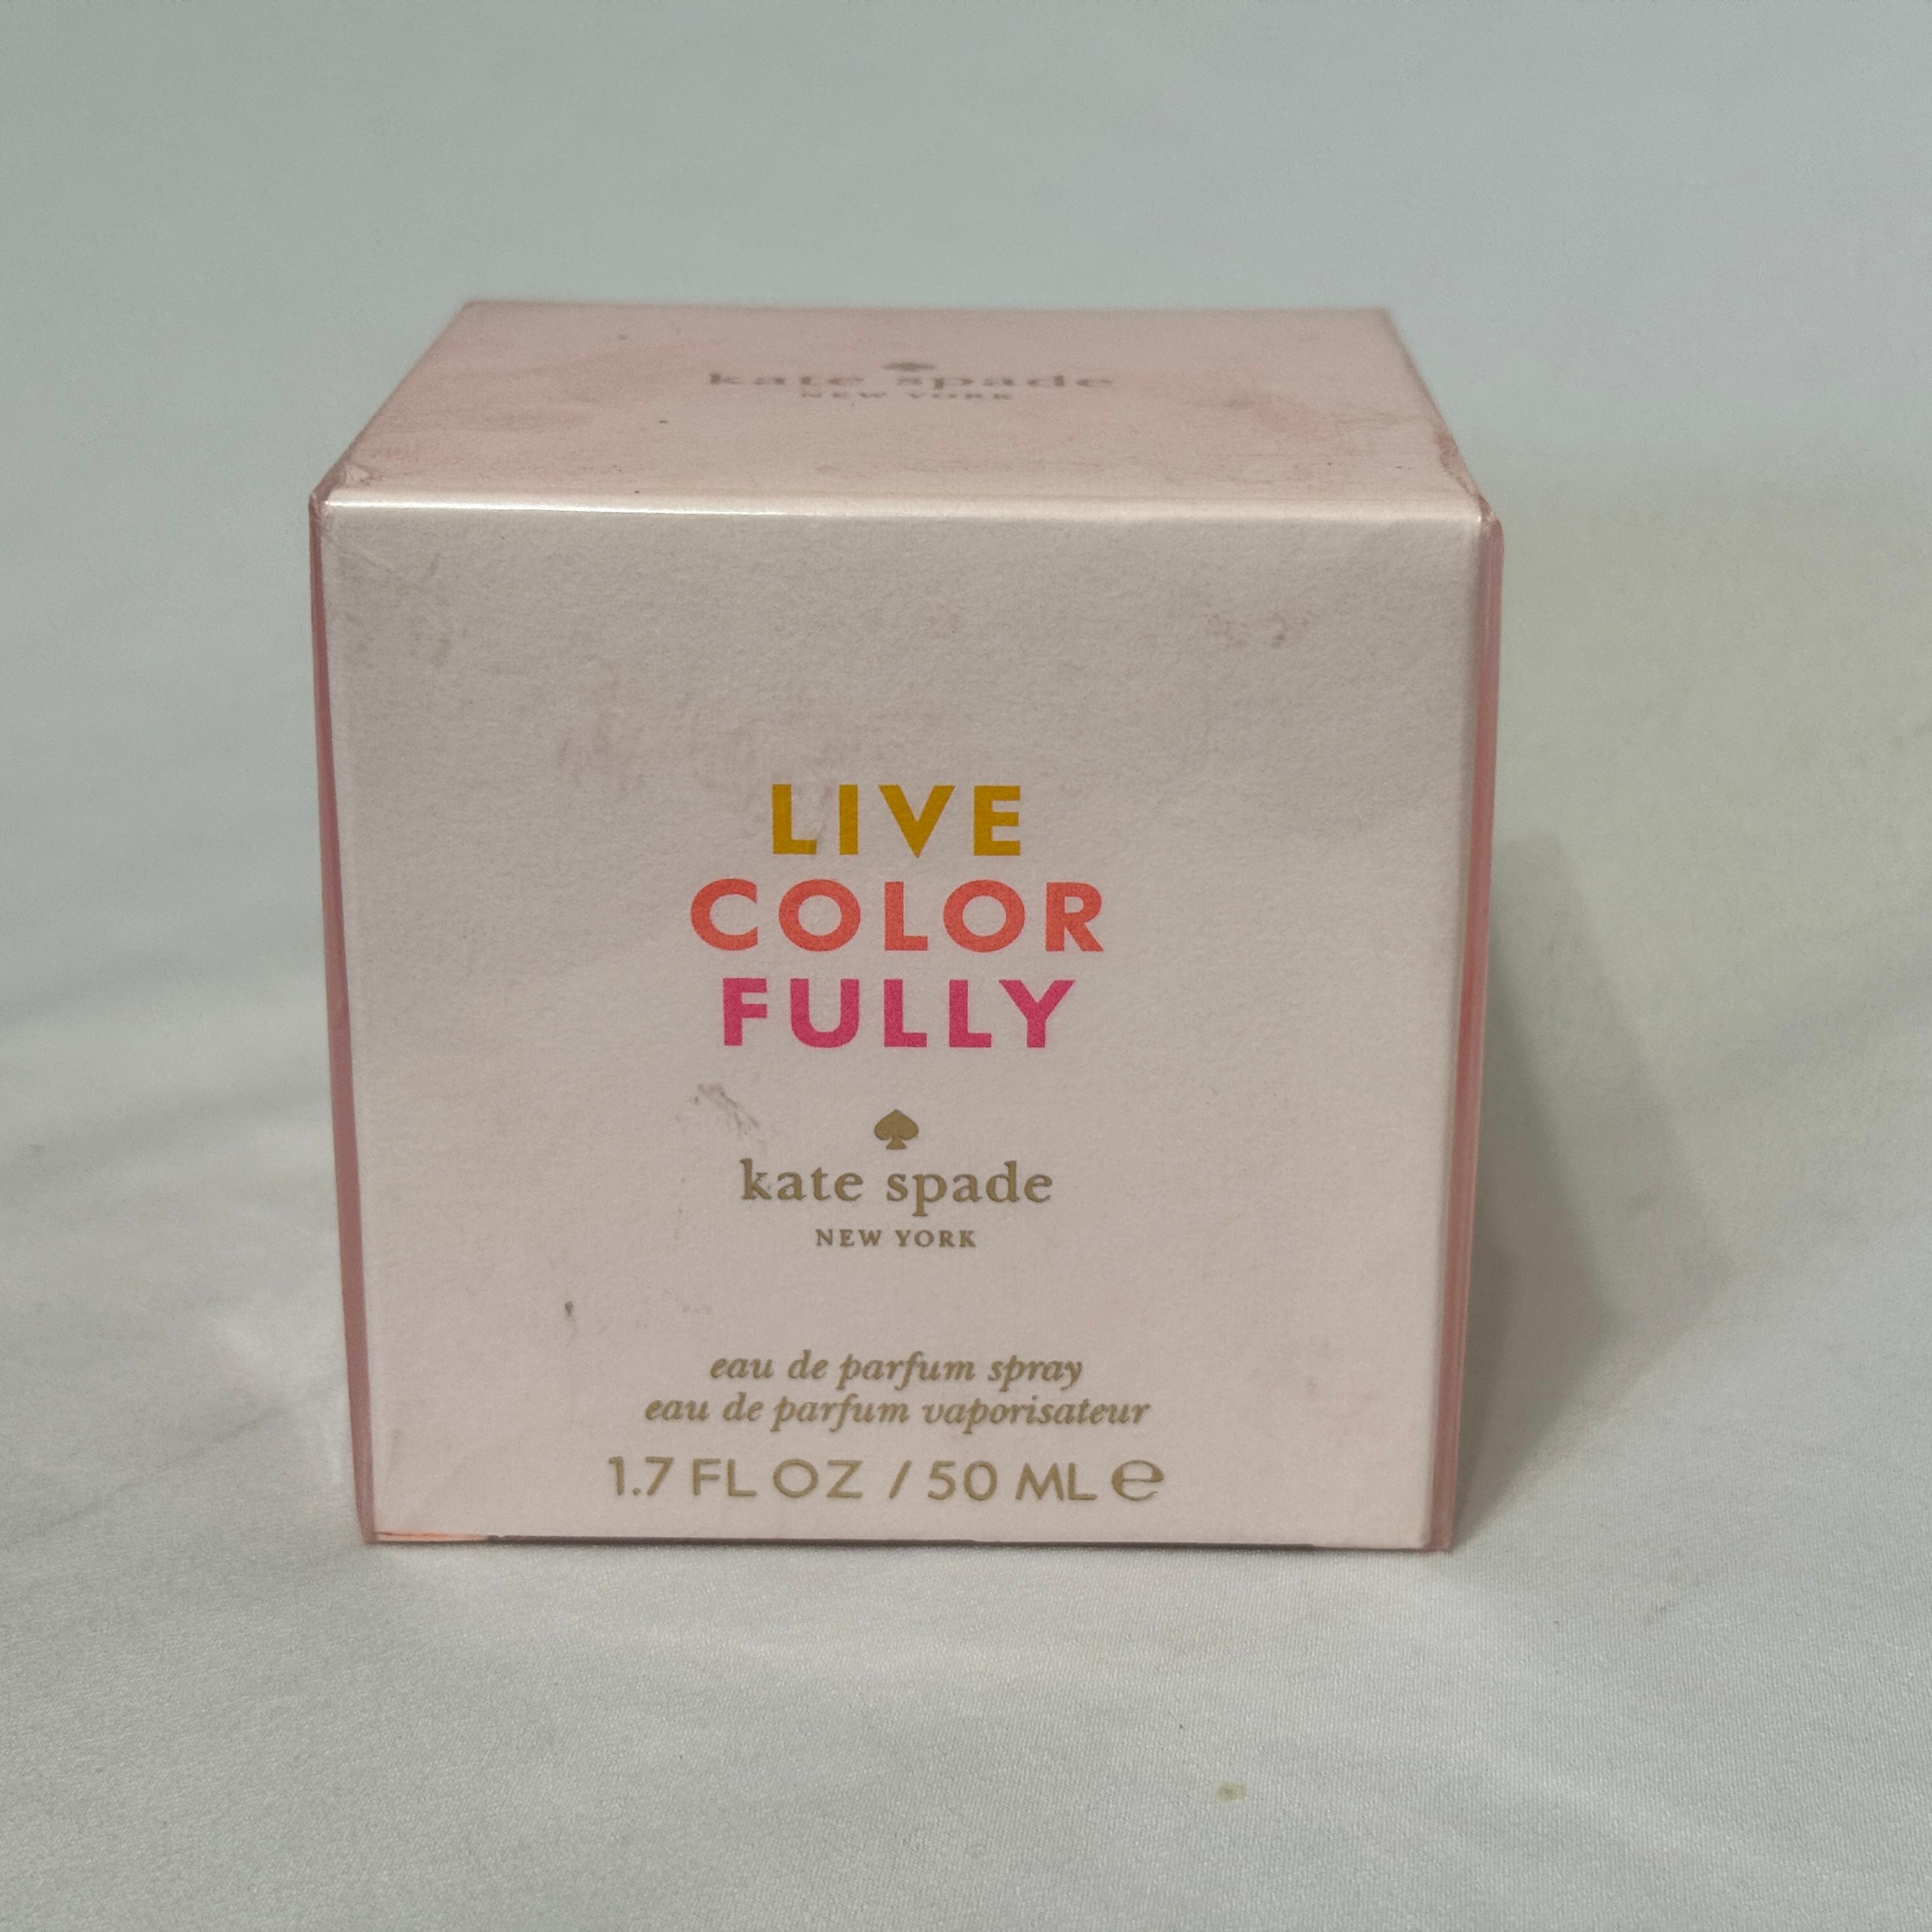 kate spade
NEW YORK
LIVE
COLOR
FULLY
kate spade
NEW YORK
eau de parfum spray
eau de parfum vaporisateur
1.7 FL OZ / 50 ML ℮